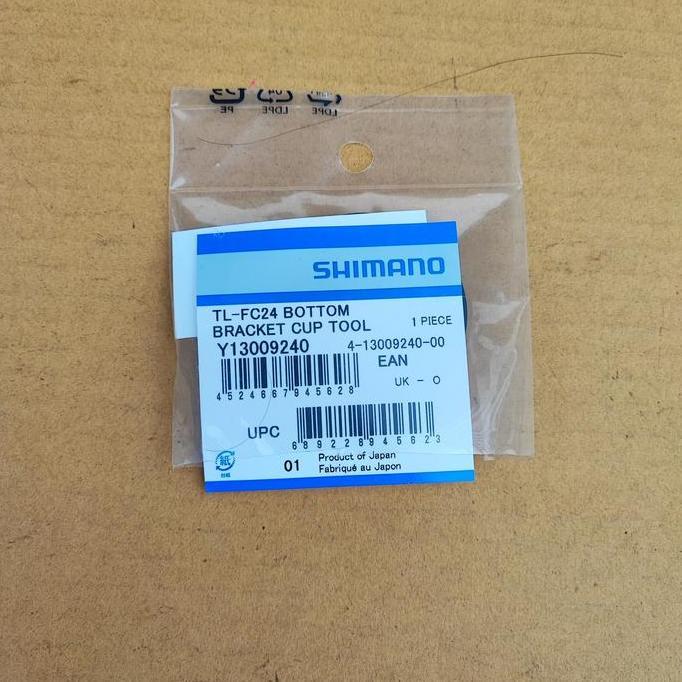 PE LDPE LDPE
SHIMANO
TL-FC24 BOTTOM
BRACKET CUP TOOL 1 PIECE
Y13009240 4-13009240-00
EAN
4524667945628
UK - O
UPC
689228945623
紙
01 Product of Japan
Fabriqué au Japon